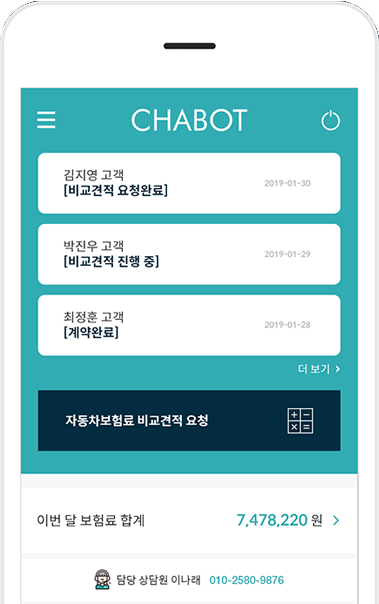 CHABOT
김지영 고객
[비교견적 요청완료]
2019-01-30
박진우 고객
[비교견적 진행 중]
2019-01-29
최정훈 고객
[계약완료]
2019-01-28
더 보기 >
자동차보험료 비교견적 요청
이번 달 보험료 합계 7,478,220 원 >
담당 상담원 이나래 010-2580-9876